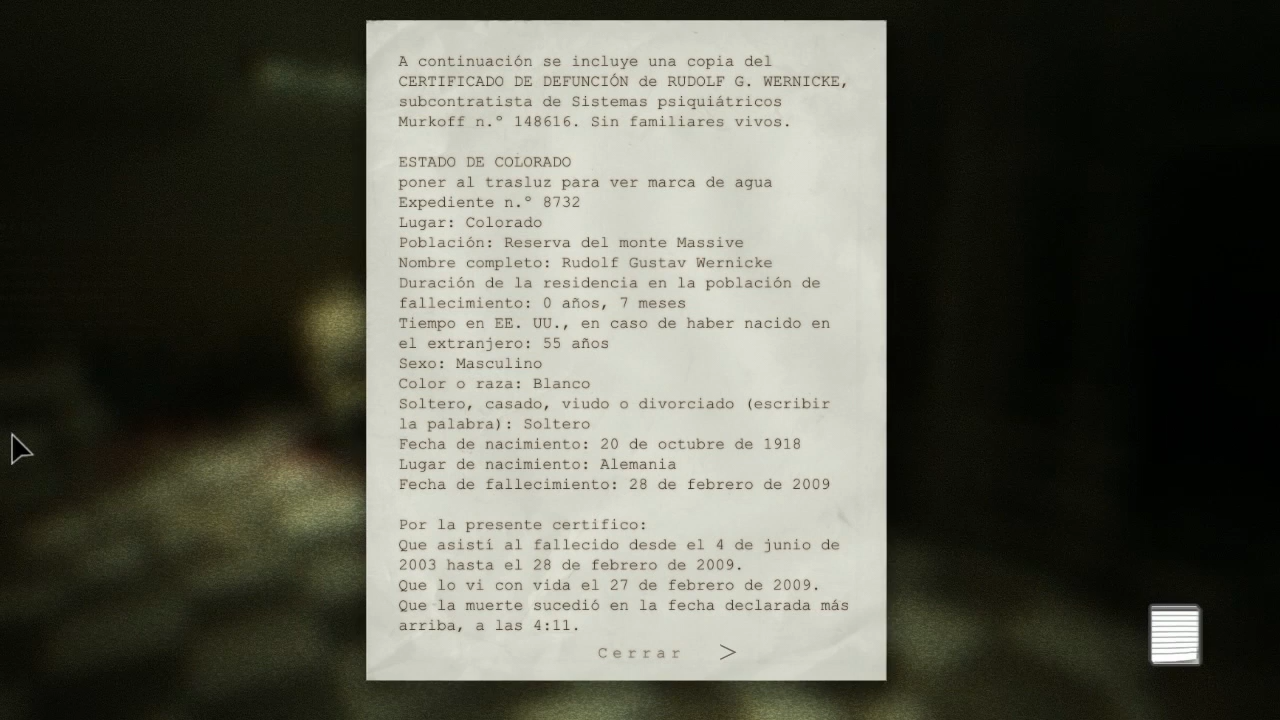 A continuación se incluye una copia del
CERTIFICADO DE DEFUNCIÓN de RUDOLF G. WERNICKE,
subcontratista de Sistemas psiquiátricos
Murkoff n.º 148616. Sin familiares vivos.
ESTADO DE COLORADO
poner al trasluz para ver marca de agua
Expediente n.º 8732
Lugar: Colorado
Población: Reserva del monte Massive
Nombre completo: Rudolf Gustav Wernicke
Duración de la residencia en la población de
fallecimiento: 0 años, 7 meses
Tiempo en EE. UU., en caso de haber nacido en
el extranjero: 55 años
Sexo: Masculino
Color o raza: Blanco
Soltero, casado, viudo o divorciado (escribir
la palabra): Soltero
Fecha de nacimiento: 20 de octubre de 1918
Lugar de nacimiento: Alemania
Fecha de fallecimiento: 28 de febrero de 2009
Por la presente certifico:
Que asistí al fallecido desde el 4 de junio de
2003 hasta el 28 de febrero de 2009.
Que lo vi con vida el 27 de febrero de 2009.
Que la muerte sucedió en la fecha declarada más
arriba, a las 4:11.
Cerrar >